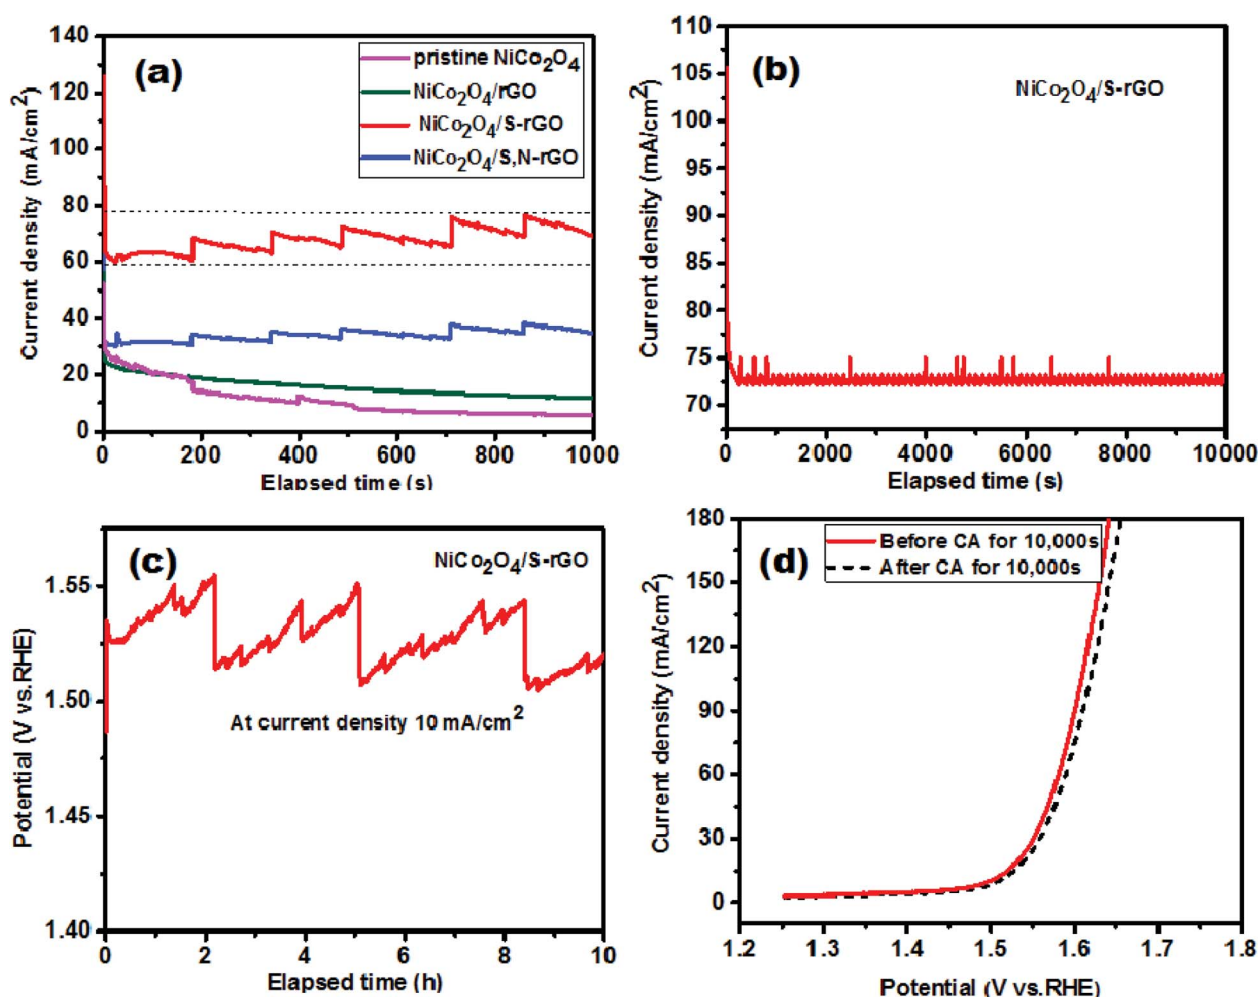 (a)
pristine NiCo2O4
NiCo2O4/rGO
NiCo2O4/S-rGO
NiCo2O4/S,N-rGO
Current density (mA/cm2)
140
120
100
80
60
40
20
0
0 200 400 600 800 1000
Elapsed time (s)
(b)
NiCo2O4/S-rGO
Current density (mA/cm2)
110
105
100
95
90
85
80
75
70
0 2000 4000 6000 8000 10000
Elapsed time (s)
(c)
NiCo2O4/S-rGO
Potential (V vs.RHE)
1.55
1.50
1.45
1.40
At current density 10 mA/cm2
0 2 4 6 8 10
Elapsed time (h)
(d)
Before CA for 10,000s
After CA for 10,000s
Current density (mA/cm2)
180
150
120
90
60
30
0
1.2 1.3 1.4 1.5 1.6 1.7 1.8
Potential (V vs.RHE)